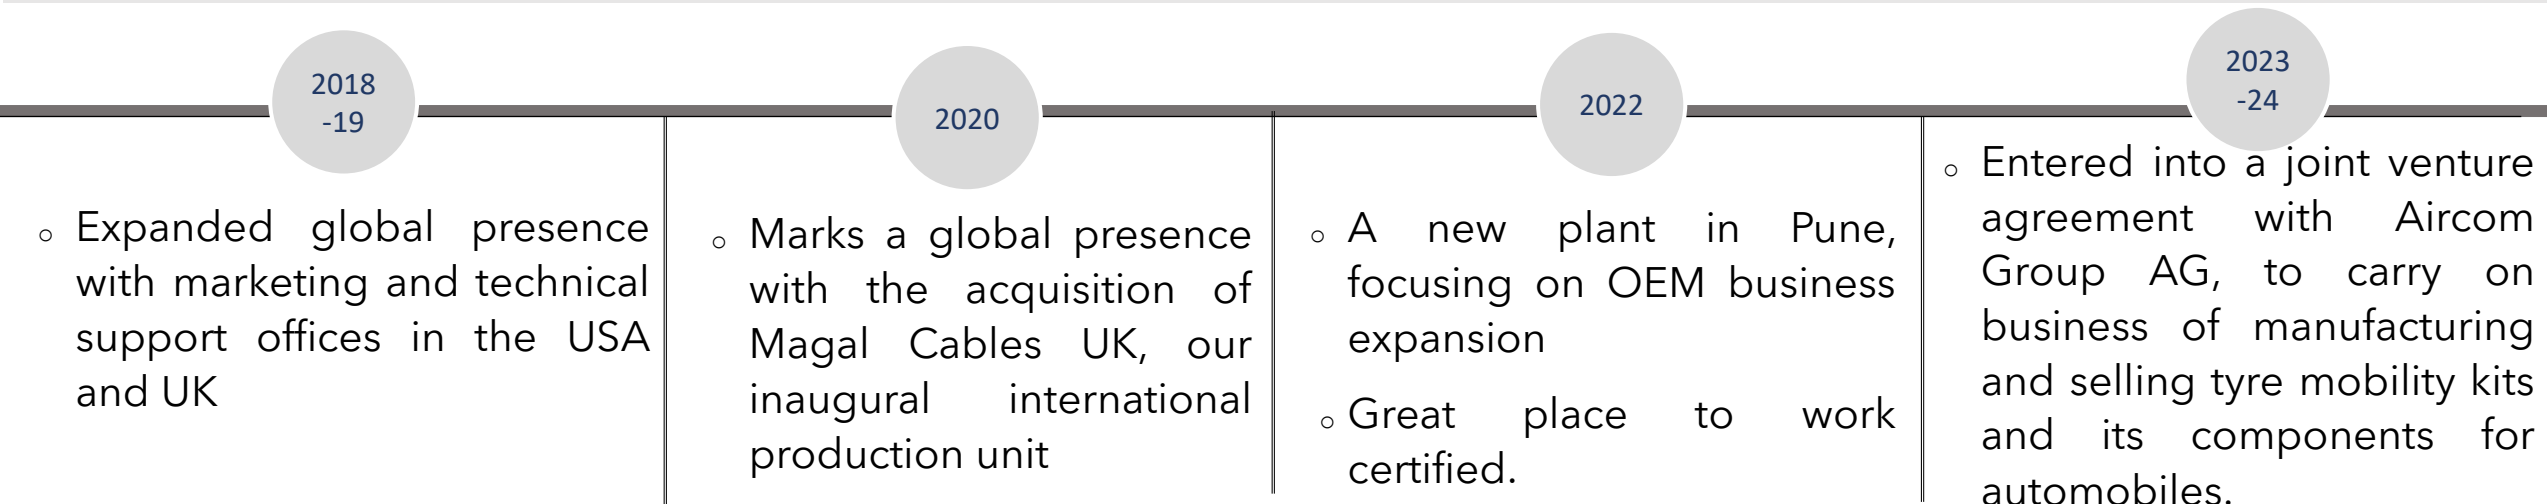 2018
-19
Expanded global presence
with marketing and technical
support offices in the USA
and UK
2020
Marks a global presence
with the acquisition of
Magal Cables UK, our
inaugural international
production unit
2022
A new plant in Pune,
focusing on OEM business
expansion
Great place to work
certified.
2023
-24
Entered into a joint venture
agreement with Aircom
Group AG, to carry on
business of manufacturing
and selling tyre mobility kits
and its components for
automobiles.